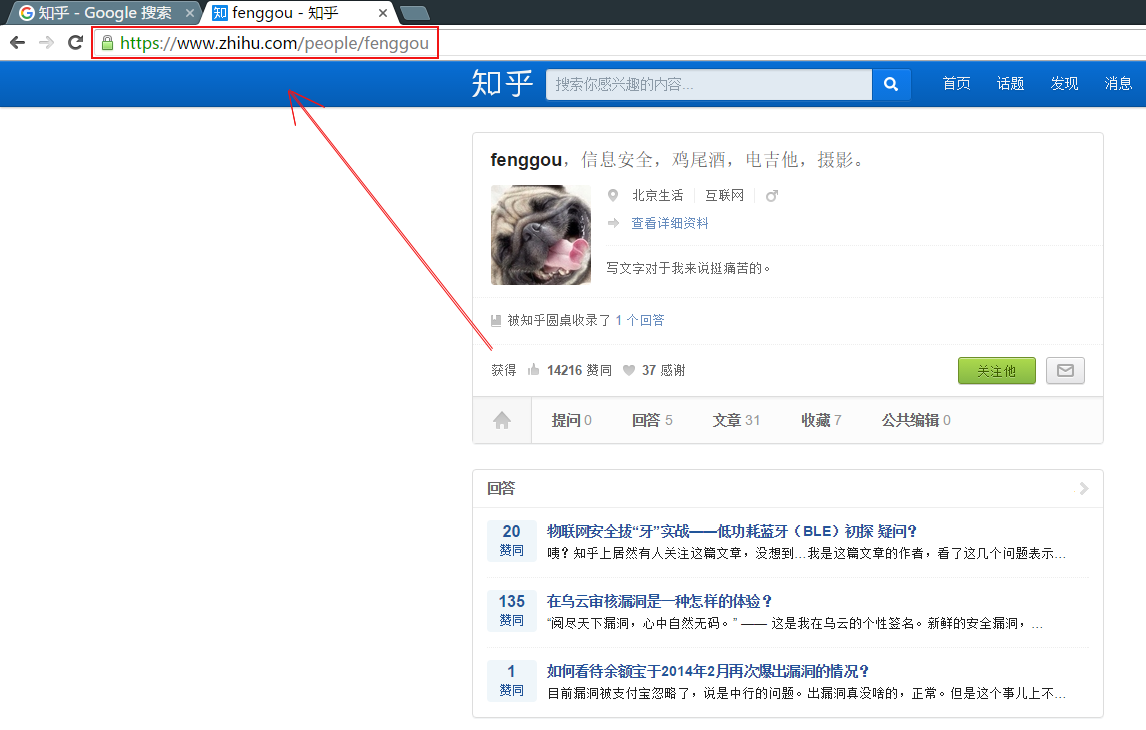 知乎 - Google 搜索
fenggou - 知乎
https://www.zhihu.com/people/fenggou
知乎
搜索你感兴趣的内容...
首页 话题 发现 消息
fenggou，信息安全，鸡尾酒，电吉他，摄影。
北京生活 互联网
查看详细资料
写文字对于我来说挺痛苦的。
被知乎圆桌收录了 1 个回答
获得 14216 赞同 37 感谢
关注他
提问 0 回答 5 文章 31 收藏 7 公共编辑 0
回答
20 赞同
物联网安全拔“牙”实战——低功耗蓝牙（BLE）初探 疑问？
咦？知乎上居然有人关注这篇文章，没想到...我是这篇文章的作者，看了这几个问题表示...
135 赞同
在乌云审核漏洞是一种怎样的体验？
“阅尽天下漏洞，心中自然无码。” —— 这是我在乌云的个性签名。新鲜的安全漏洞，...
1 赞同
如何看待余额宝于2014年2月再次爆出漏洞的情况？
目前漏洞被支付宝忽略了，说是中行的问题。出漏洞真没啥的，正常。但是这个事儿上不...